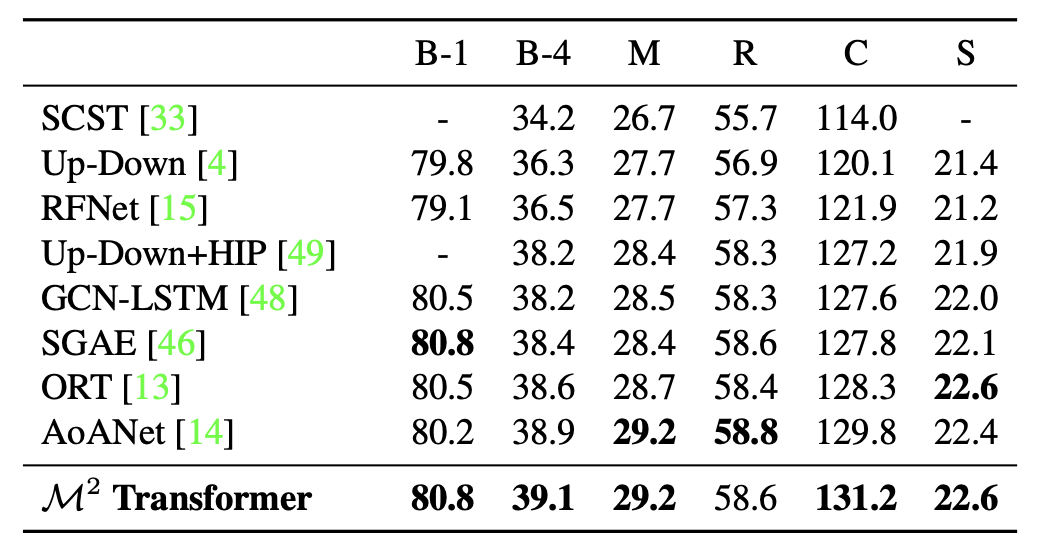 B-1 B-4 M R C S
SCST [33] - 34.2 26.7 55.7 114.0 -
Up-Down [4] 79.8 36.3 27.7 56.9 120.1 21.4
RFNet [15] 79.1 36.5 27.7 57.3 121.9 21.2
Up-Down+HIP [49] - 38.2 28.4 58.3 127.2 21.9
GCN-LSTM [48] 80.5 38.2 28.5 58.3 127.6 22.0
SGAE [46] 80.8 38.4 28.4 58.6 127.8 22.1
ORT [13] 80.5 38.6 28.7 58.4 128.3 22.6
AoANet [14] 80.2 38.9 29.2 58.8 129.8 22.4
ℳ² Transformer 80.8 39.1 29.2 58.6 131.2 22.6